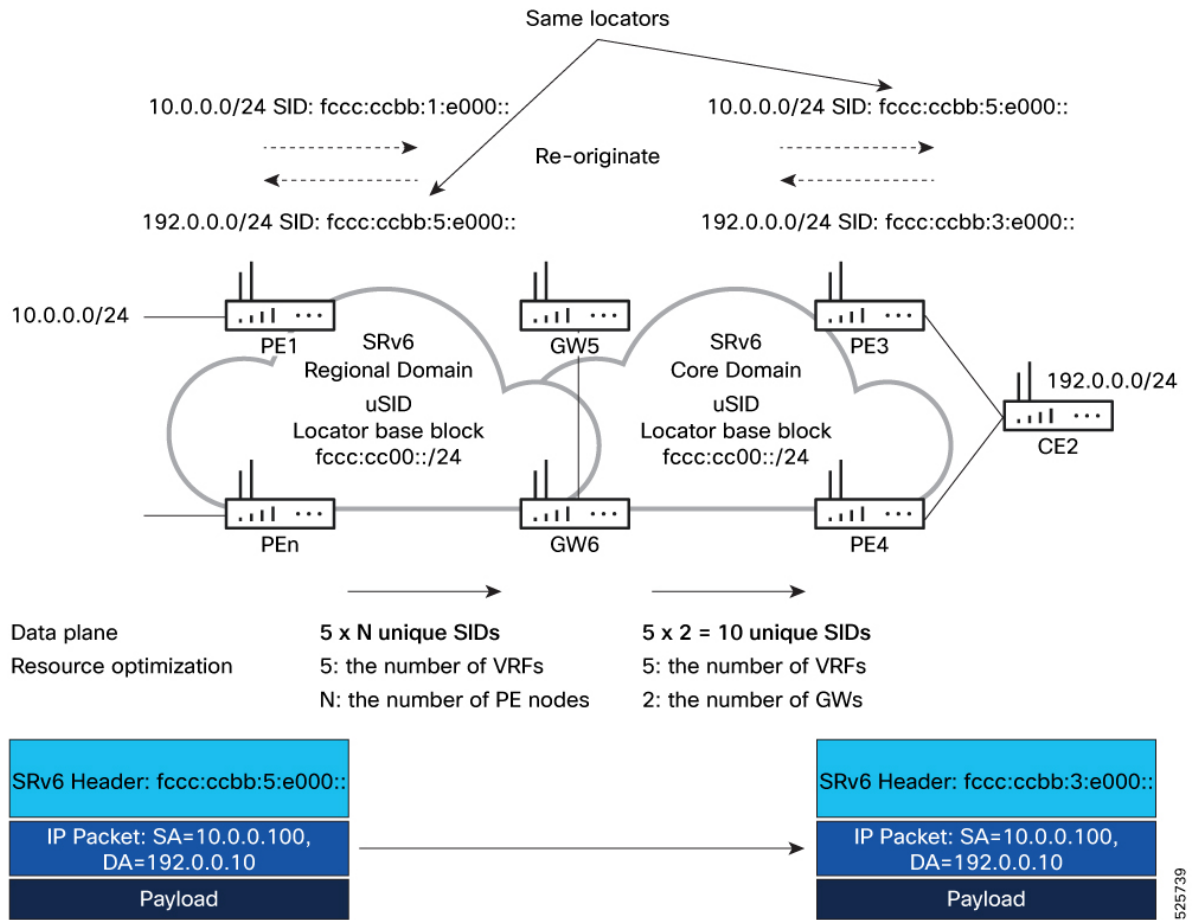 Same locators
10.0.0.0/24 SID: fccc:ccbb:1:e000::
10.0.0.0/24 SID: fccc:ccbb:5:e000::
Re-originate
192.0.0.0/24 SID: fccc:ccbb:5:e000::
192.0.0.0/24 SID: fccc:ccbb:3:e000::
10.0.0.0/24
PE1
SRv6
Regional Domain
uSID
Locator base block
fccc:cc00::/24
GW5
SRv6
Core Domain
uSID
Locator base block
fccc:cc00::/24
PE3
192.0.0.0/24
CE2
PEn
GW6
PE4
Data plane
Resource optimization
5 x N unique SIDs
5: the number of VRFs
N: the number of PE nodes
5 x 2 = 10 unique SIDs
5: the number of VRFs
2: the number of GWs
SRv6 Header: fccc:ccbb:5:e000::
IP Packet: SA=10.0.0.100,
DA=192.0.0.10
Payload
SRv6 Header: fccc:ccbb:3:e000::
IP Packet: SA=10.0.0.100,
DA=192.0.0.10
Payload
525739